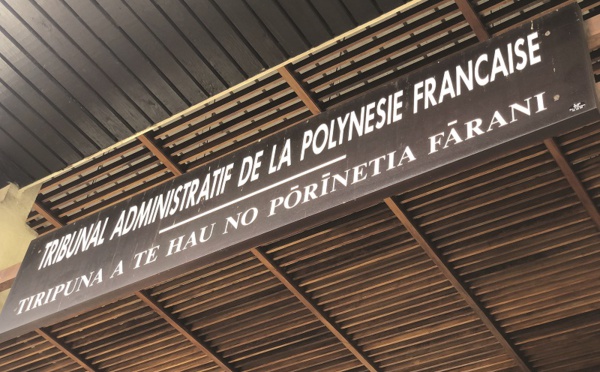 TRIBUNAL ADMINISTRATIF DE LA POLYNESIE FRANCAISE
TIRIPUNA A TE HAU NO PŌRĪNETIA FĀRANI